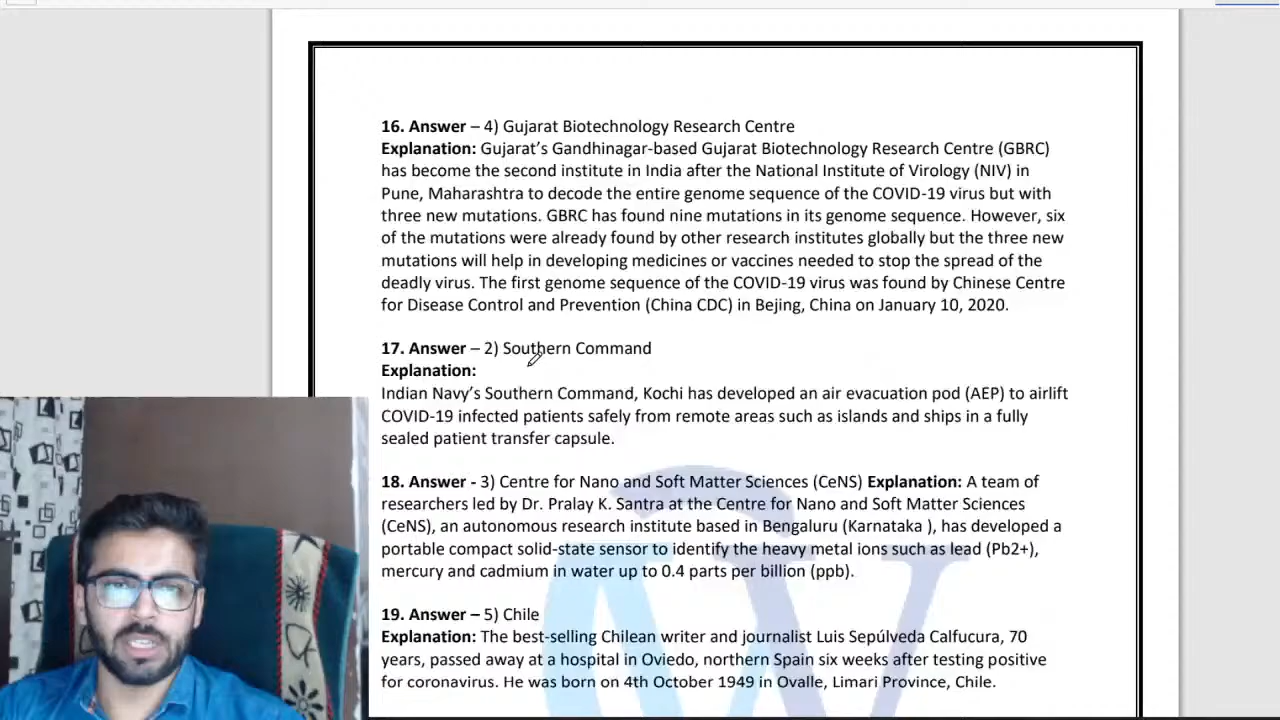 16. Answer – 4) Gujarat Biotechnology Research Centre
Explanation: Gujarat’s Gandhinagar-based Gujarat Biotechnology Research Centre (GBRC)
has become the second institute in India after the National Institute of Virology (NIV) in
Pune, Maharashtra to decode the entire genome sequence of the COVID-19 virus but with
three new mutations. GBRC has found nine mutations in its genome sequence. However, six
of the mutations were already found by other research institutes globally but the three new
mutations will help in developing medicines or vaccines needed to stop the spread of the
deadly virus. The first genome sequence of the COVID-19 virus was found by Chinese Centre
for Disease Control and Prevention (China CDC) in Bejing, China on January 10, 2020.
17. Answer – 2) Southern Command
Explanation:
Indian Navy’s Southern Command, Kochi has developed an air evacuation pod (AEP) to airlift
COVID-19 infected patients safely from remote areas such as islands and ships in a fully
sealed patient transfer capsule.
18. Answer - 3) Centre for Nano and Soft Matter Sciences (CeNS) Explanation: A team of
researchers led by Dr. Pralay K. Santra at the Centre for Nano and Soft Matter Sciences
(CeNS), an autonomous research institute based in Bengaluru (Karnataka ), has developed a
portable compact solid-state sensor to identify the heavy metal ions such as lead (Pb2+),
mercury and cadmium in water up to 0.4 parts per billion (ppb).
19. Answer – 5) Chile
Explanation: The best-selling Chilean writer and journalist Luis Sepúlveda Calfucura, 70
years, passed away at a hospital in Oviedo, northern Spain six weeks after testing positive
for coronavirus. He was born on 4th October 1949 in Ovalle, Limari Province, Chile.